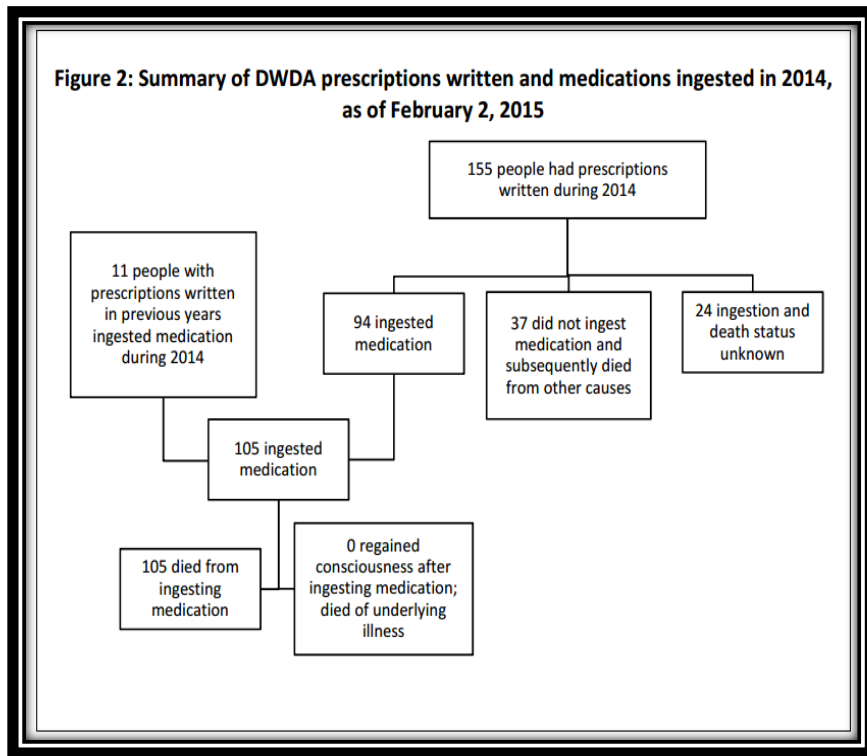 Figure 2: Summary of DWDA prescriptions written and medications ingested in 2014,
as of February 2, 2015
155 people had prescriptions
written during 2014
11 people with
prescriptions written
in previous years
ingested medication
during 2014
94 ingested
medication
37 did not ingest
medication and
subsequently died
from other causes
24 ingestion and
death status
unknown
105 ingested
medication
105 died from
ingesting
medication
0 regained
consciousness after
ingesting medication;
died of underlying
illness